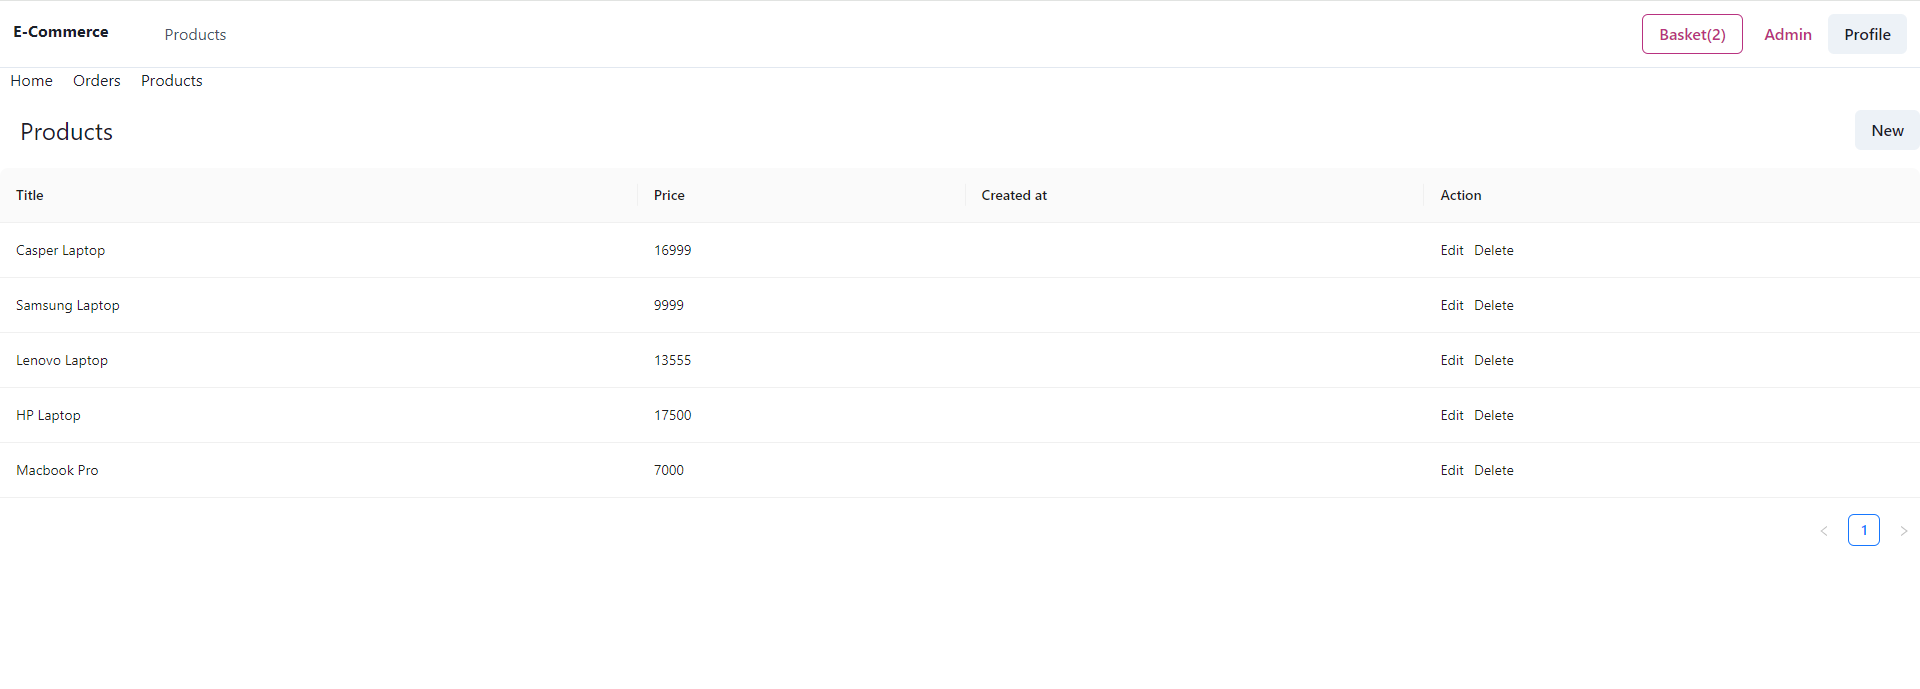 E-Commerce Products Basket(2) Admin Profile
Home Orders Products
Products New
Title Price Created at Action
Casper Laptop 16999 Edit Delete
Samsung Laptop 9999 Edit Delete
Lenovo Laptop 13555 Edit Delete
HP Laptop 17500 Edit Delete
Macbook Pro 7000 Edit Delete
< 1 >